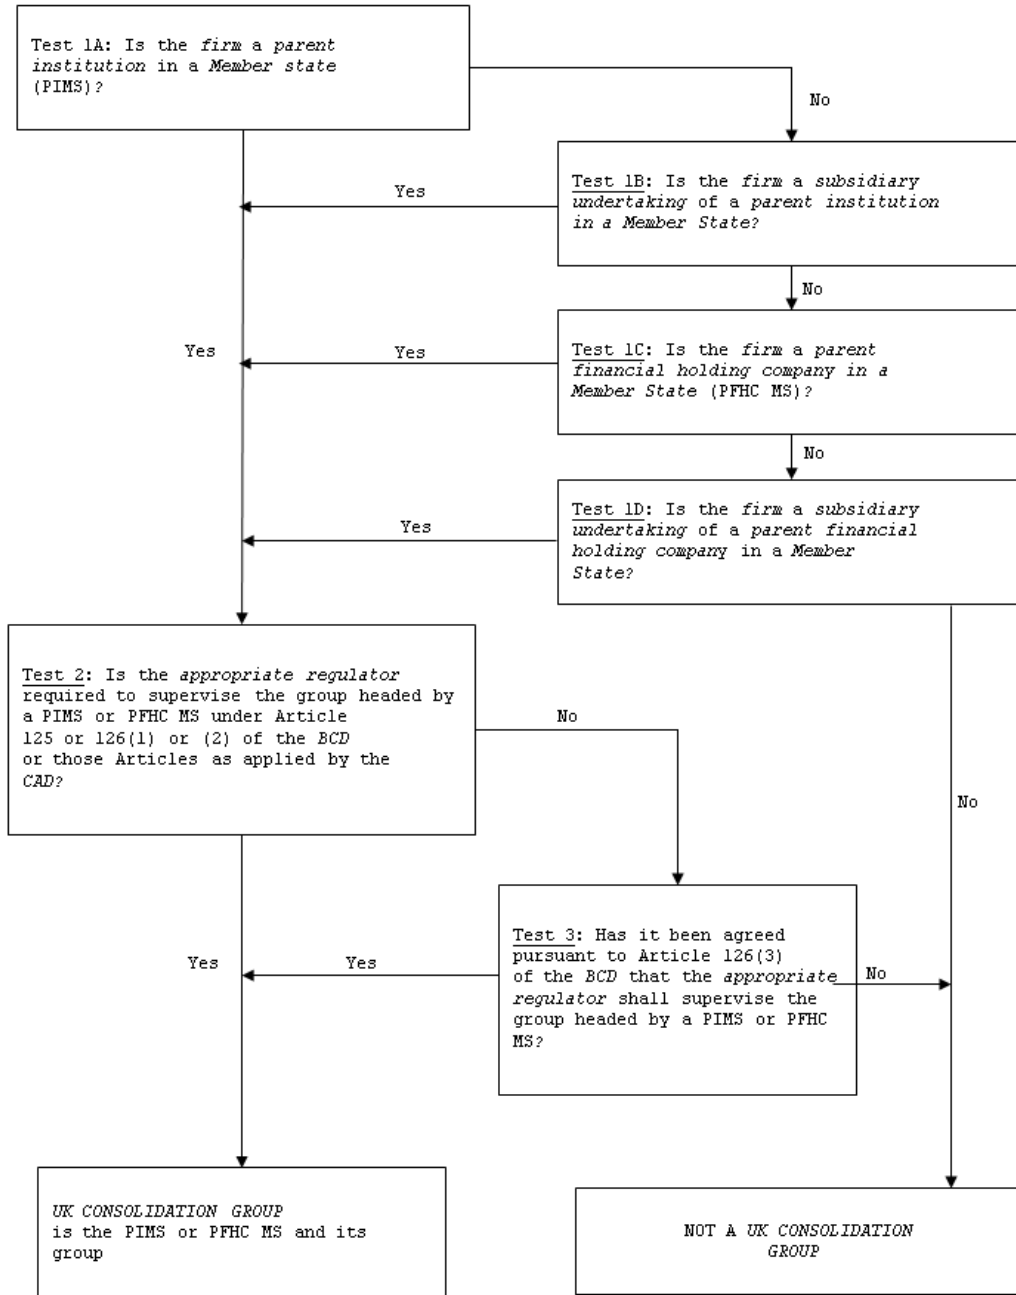 Test 1A: Is the firm a parent
institution in a Member state
(PIMS)?
No
Test 1B: Is the firm a subsidiary
undertaking of a parent institution
in a Member State?
Yes
No
Test 1C: Is the firm a parent
financial holding company in a
Member State (PFHC MS)?
Yes
Yes
No
Test 1D: Is the firm a subsidiary
undertaking of a parent financial
holding company in a Member
State?
Yes
Test 2: Is the appropriate regulator
required to supervise the group headed by
a PIMS or PFHC MS under Article
125 or 126(1) or (2) of the BCD
or those Articles as applied by the
CAD?
No
No
Test 3: Has it been agreed
pursuant to Article 126(3)
of the BCD that the appropriate
regulator shall supervise the
group headed by a PIMS or PFHC
MS?
Yes
Yes
No
UK CONSOLIDATION GROUP
is the PIMS or PFHC MS and its
group
NOT A UK CONSOLIDATION
GROUP